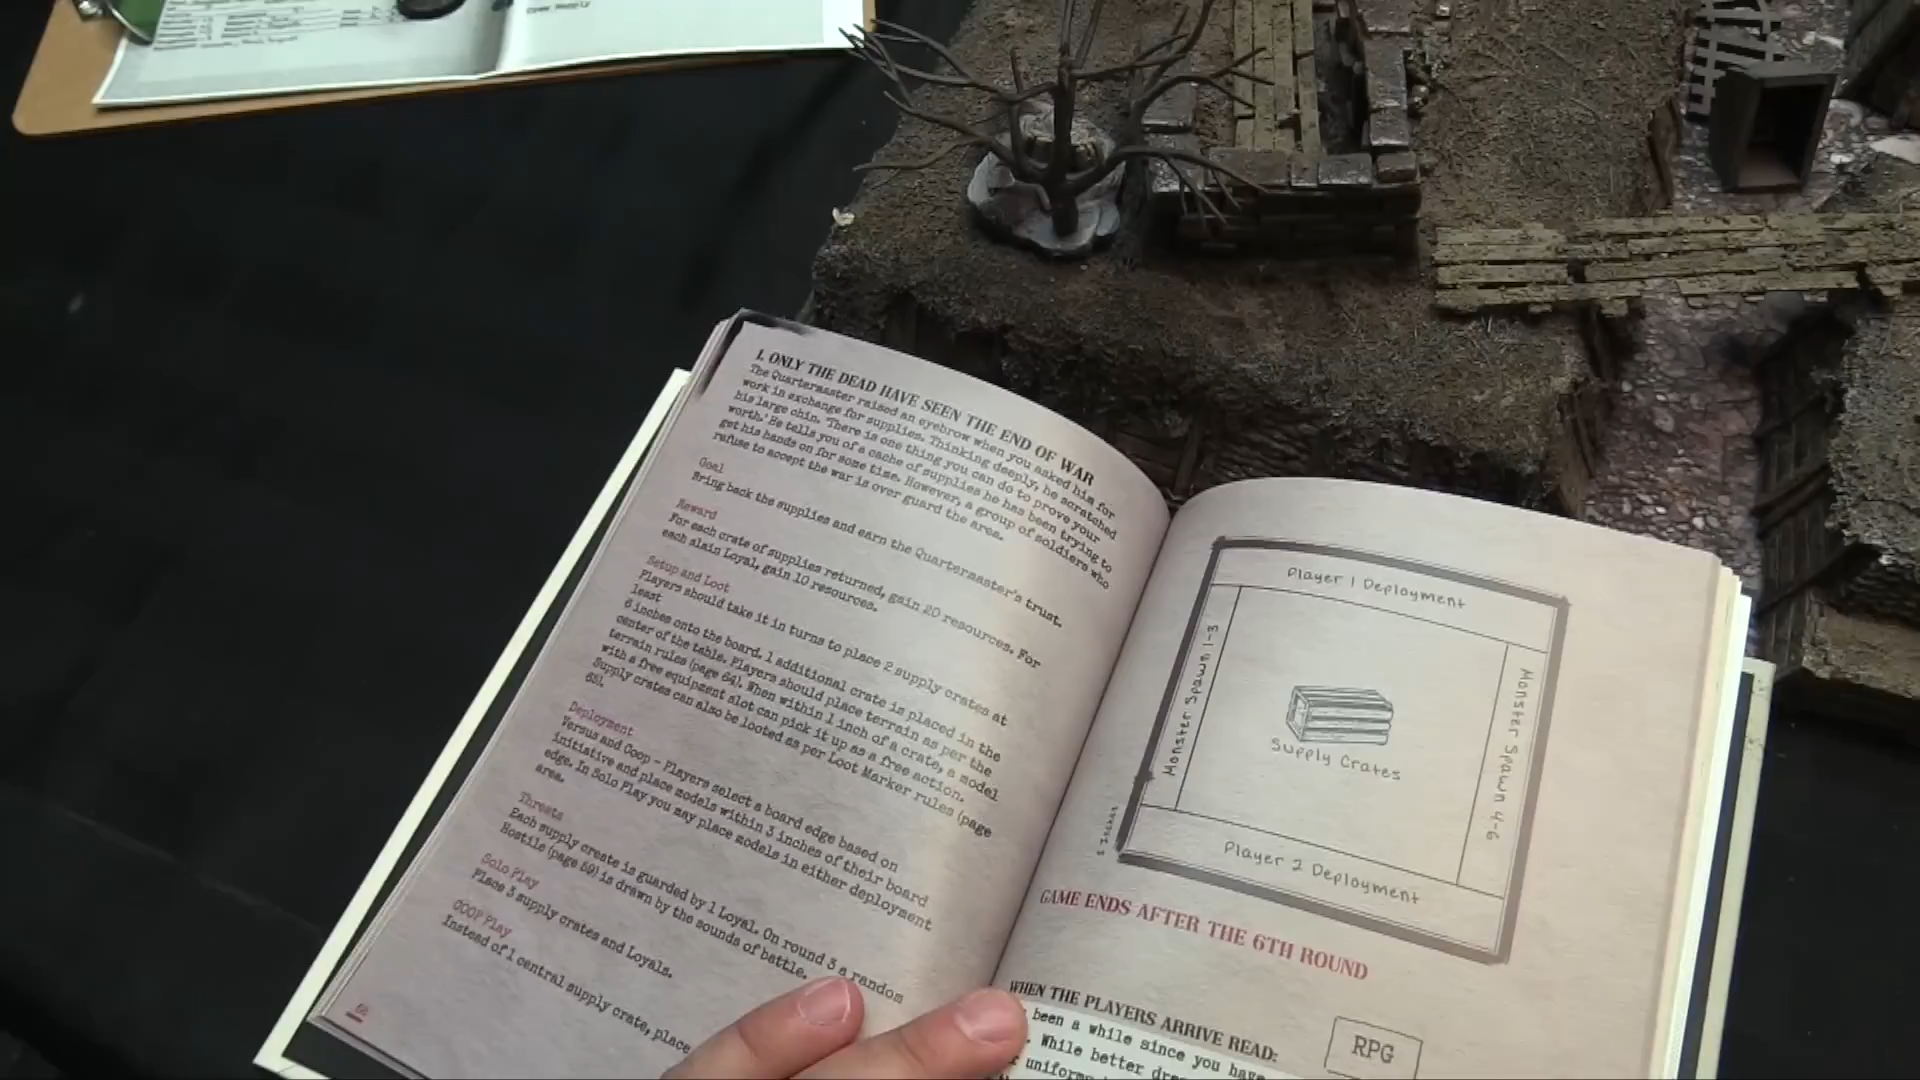 1. ONLY THE DEAD HAVE SEEN THE END OF WAR
The Quartermaster raised an eyebrow when you asked him for
work in exchange for supplies. Thinking deeply, he scratched
his large chin. 'There is one thing you can do to prove your
worth.' He tells you of a cache of supplies he has been trying to
get his hands on for some time. However, a group of soldiers who
refuse to accept the war is over guard the area.
Goal
Bring back the supplies and earn the Quartermaster's trust.
Reward
For each crate of supplies returned, gain 20 resources. For
each slain Loyal, gain 10 resources.
Setup and Loot
Players should take it in turns to place 2 supply crates at
least
6 inches onto the board. 1 additional crate is placed in the
center of the table. Players should place terrain as per the
terrain rules (page 64). When within 1 inch of a crate, a model
with a free equipment slot can pick it up as a free action.
Supply crates can also be looted as per Loot Marker rules (page
65).
Deployment
Versus and Coop - Players select a board edge based on
initiative and place models within 3 inches of their board
edge. In Solo Play you may place models in either deployment
area.
Threats
Each supply crate is guarded by 1 Loyal. On round 3 a random
Hostile (page 59) is drawn by the sounds of battle.
Solo Play
Place 3 supply crates and Loyals.
COOP Play
Instead of 1 central supply crate, place
68
Player 1 Deployment
Monster Spawn 1-3
Monster Spawn 4-6
Supply Crates
Player 2 Deployment
Inches
GAME ENDS AFTER THE 6TH ROUND
WHEN THE PLAYERS ARRIVE READ:
been a while since you have
. While better
uniform
RPG